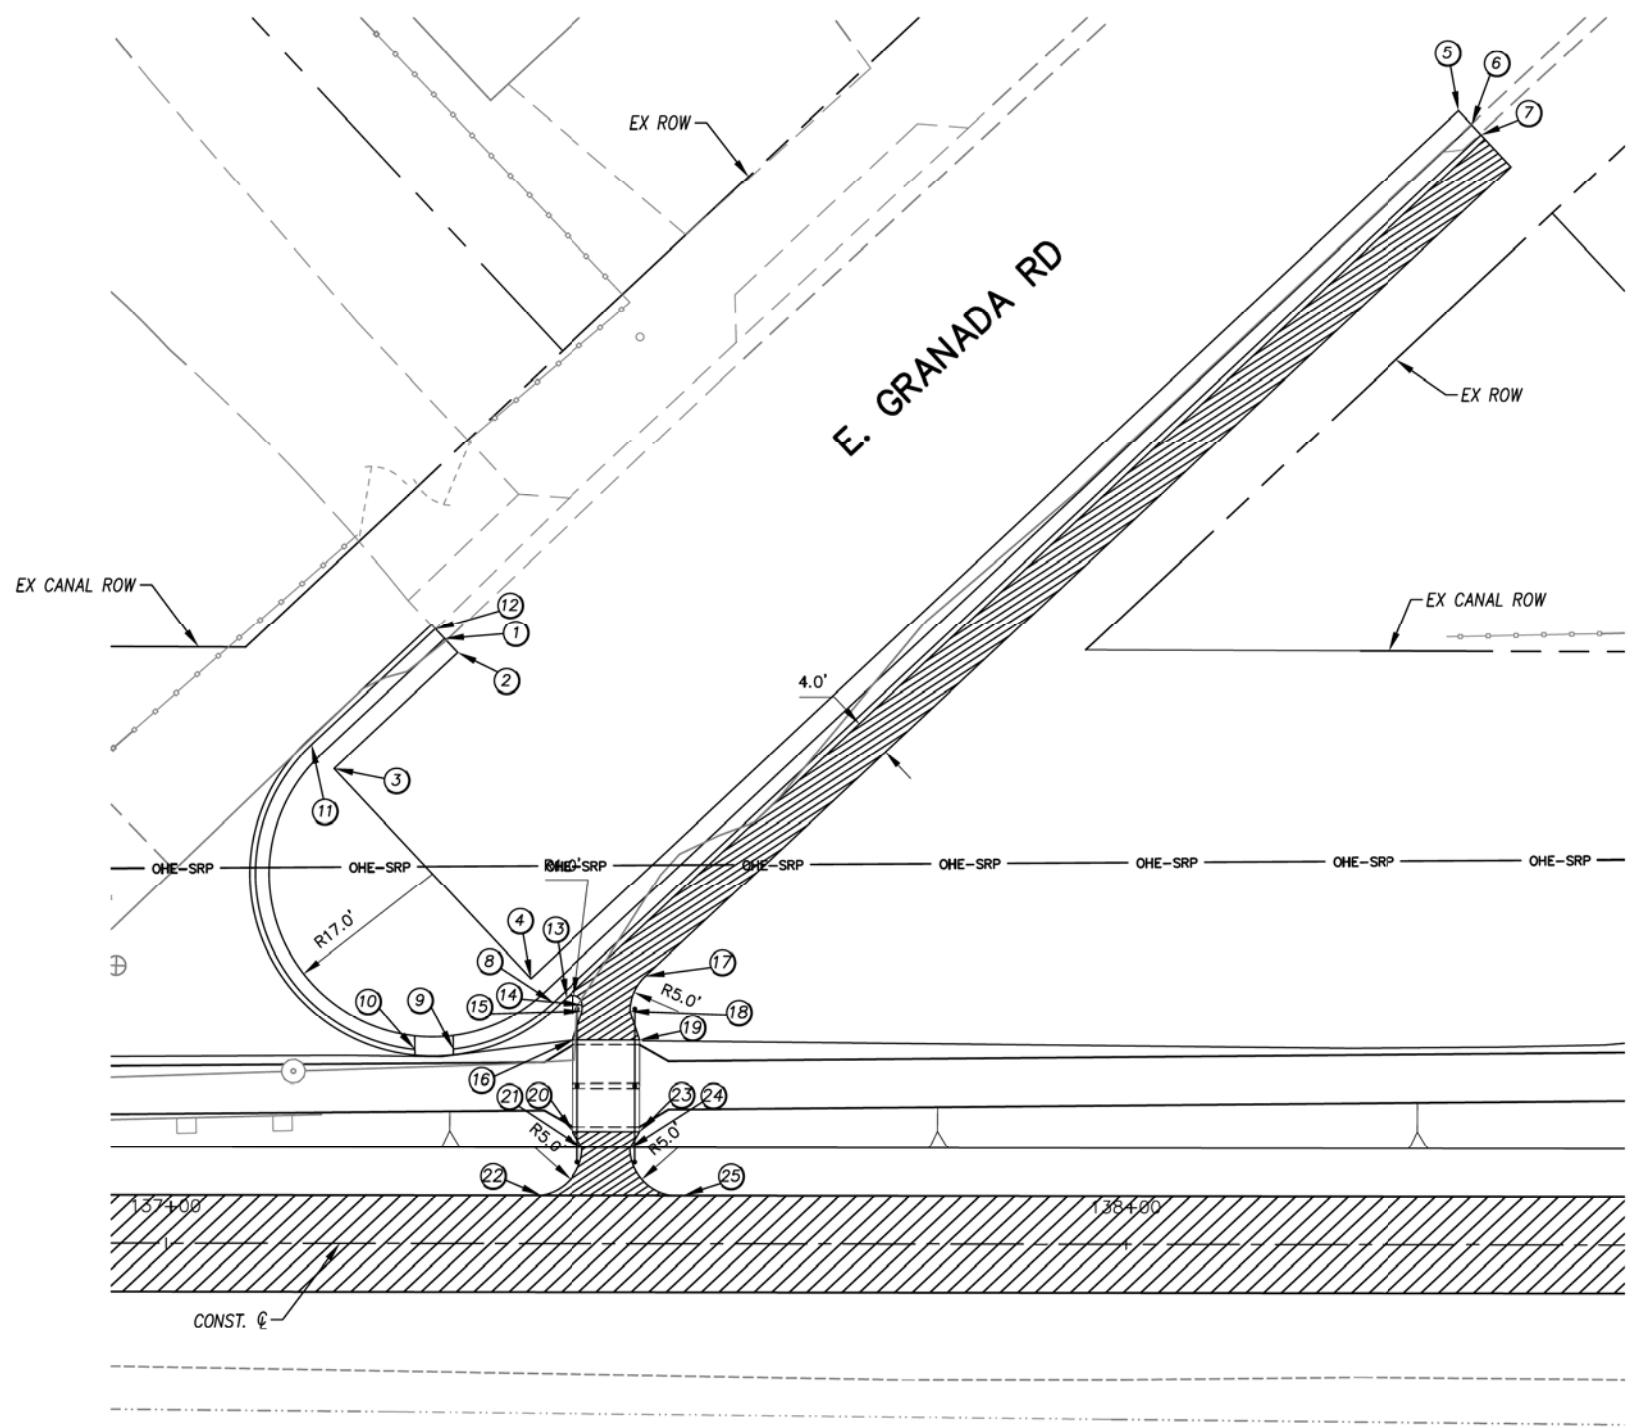 5
6
7
EX ROW
E. GRANADA RD
EX ROW
EX CANAL ROW
EX CANAL ROW
12
1
2
4.0'
3
11
OHE-SRP OHE-SRP OHE-SRP OHE-SRP OHE-SRP OHE-SRP OHE-SRP OHE-SRP
R17.0'
4
13
8
17
14
R5.0'
10
9
15
18
19
16
21
20
23
24
R5.0'
R5.0'
22
25
137+00
138+00
CONST. ℄